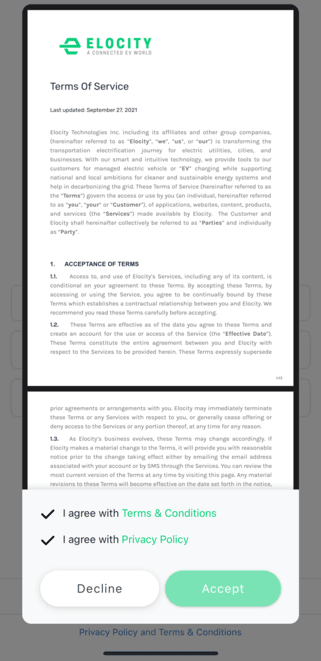 ELOCITY
A CONNECTED EV WORLD
Terms Of Service
Last updated: September 27, 2021
Elocity Technologies Inc. including its affiliates and other group companies,
(hereinafter referred to as "Elocity", "we", "us", or "our") is transforming the
transportation electrification journey for electric utilities, cities, and
businesses. With our smart and intuitive technology, we provide tools to our
customers for managed electric vehicle or "EV" charging while supporting
national and local ambitions for cleaner and sustainable energy systems and
help in decarbonizing the grid. These Terms of Service (hereinafter referred to as
the "Terms") govern the access or use by you (an individual, hereinafter referred
to as "you", "your" or "Customer"), of applications, websites, content, products,
and services (the "Services") made available by Elocity. The Customer and
Elocity shall hereinafter collectively be referred to as "Parties" and individually
as "Party".
1. ACCEPTANCE OF TERMS
1.1. Access to, and use of Elocity's Services, including any of its content, is
conditional on your agreement to these Terms. By accepting these Terms, by
accessing or using the Service, you agree to be continually bound by these
Terms which establishes a contractual relationship between you and Elocity. We
recommend you read these Terms carefully before accepting.
1.2. These Terms are effective as of the date you agree to these Terms and
create an account for the use or access of the Service (the "Effective Date").
These Terms constitute the entire agreement between you and Elocity with
respect to the Services to be provided herein. These Terms expressly supersede
prior agreements or arrangements with you. Elocity may immediately terminate
these Terms or any Services with respect to you, or generally cease offering or
deny access to the Services or any portion thereof, at any time for any reason.
1.3. As Elocity's business evolves, these Terms may change accordingly. If
Elocity makes a material change to the Terms, it will provide you with reasonable
notice prior to the change taking effect either by emailing the email address
associated with your account or by SMS through the Services. You can review the
most current version of the Terms at any time by visiting this page. Any material
revisions to these Terms will become effective on the date set forth in the notice,
I agree with Terms & Conditions
I agree with Privacy Policy
Decline
Accept
Privacy Policy and Terms & Conditions